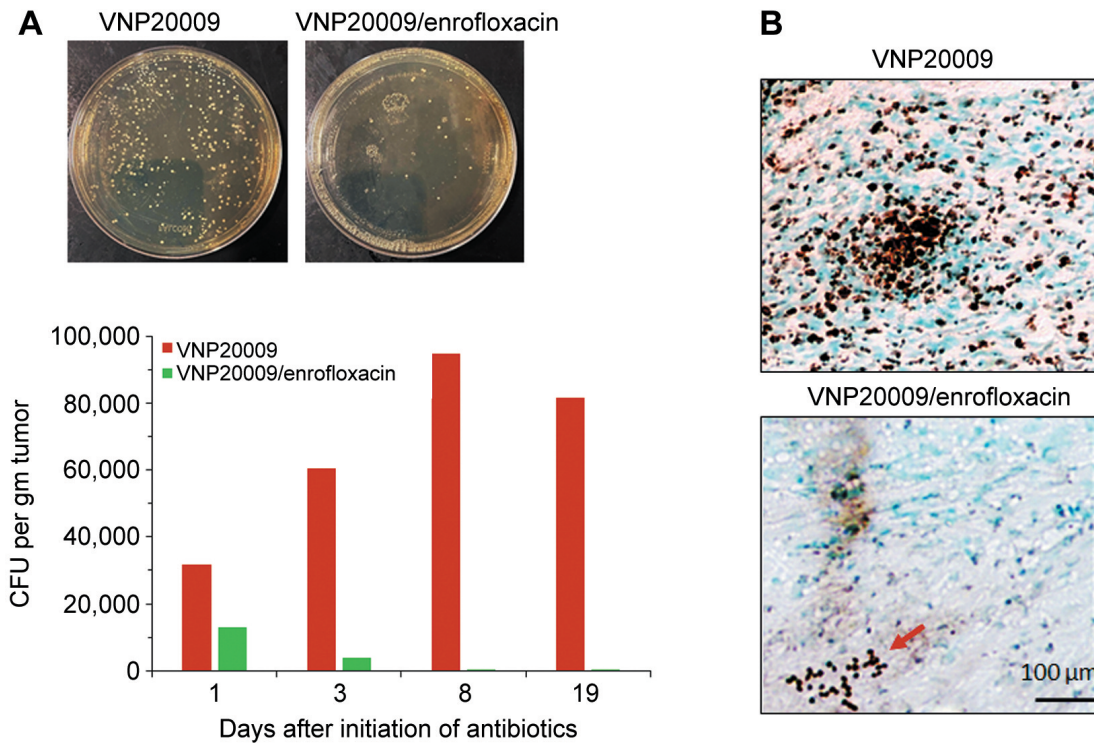 A
VNP20009
VNP20009/enrofloxacin
100,000
80,000
60,000
40,000
20,000
0
CFU per gm tumor
VNP20009
VNP20009/enrofloxacin
1
3
8
19
Days after initiation of antibiotics
B
VNP20009
VNP20009/enrofloxacin
100 µm